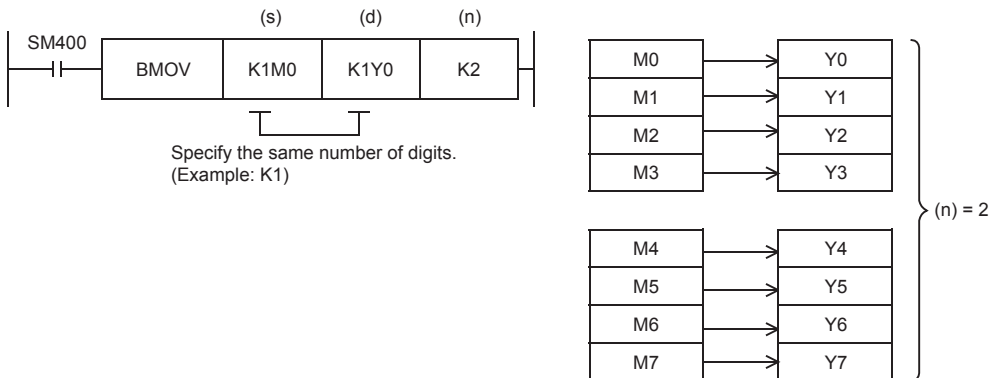 (s) (d) (n)
SM400
BMOV K1M0 K1Y0 K2
Specify the same number of digits.
(Example: K1)
M0 Y0
M1 Y1
M2 Y2
M3 Y3
(n) = 2
M4 Y4
M5 Y5
M6 Y6
M7 Y7